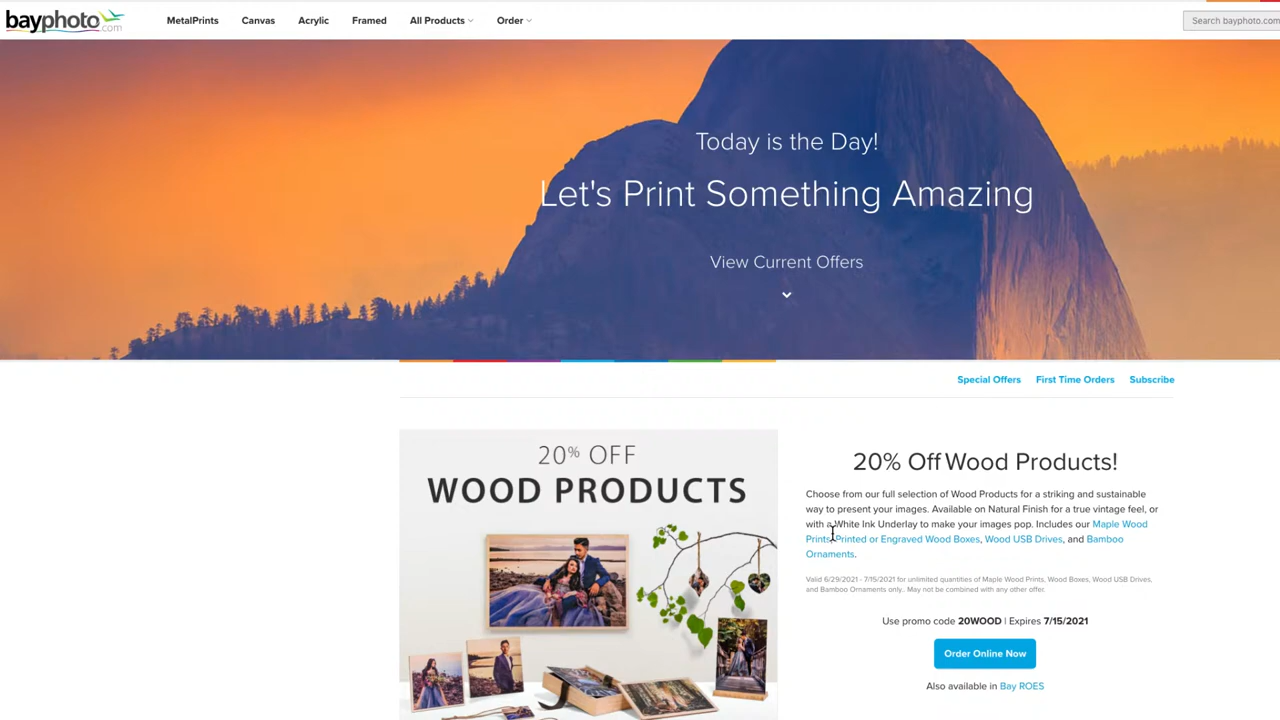 bayphoto
.com
MetalPrints Canvas Acrylic Framed All Products Order
Search bayphoto.com
Today is the Day!
Let's Print Something Amazing
View Current Offers
Special Offers First Time Orders Subscribe
20% OFF
WOOD PRODUCTS
20% Off Wood Products!
Choose from our full selection of Wood Products for a striking and sustainable
way to present your images. Available on Natural Finish for a true vintage feel, or
with a White Ink Underlay to make your images pop. Includes our Maple Wood
Prints, Printed or Engraved Wood Boxes, Wood USB Drives, and Bamboo
Ornaments.
Valid 6/29/2021 - 7/15/2021 for unlimited quantities of Maple Wood Prints, Wood Boxes, Wood USB Drives,
and Bamboo Ornaments only.. May not be combined with any other offer.
Use promo code 20WOOD | Expires 7/15/2021
Order Online Now
Also available in Bay ROES